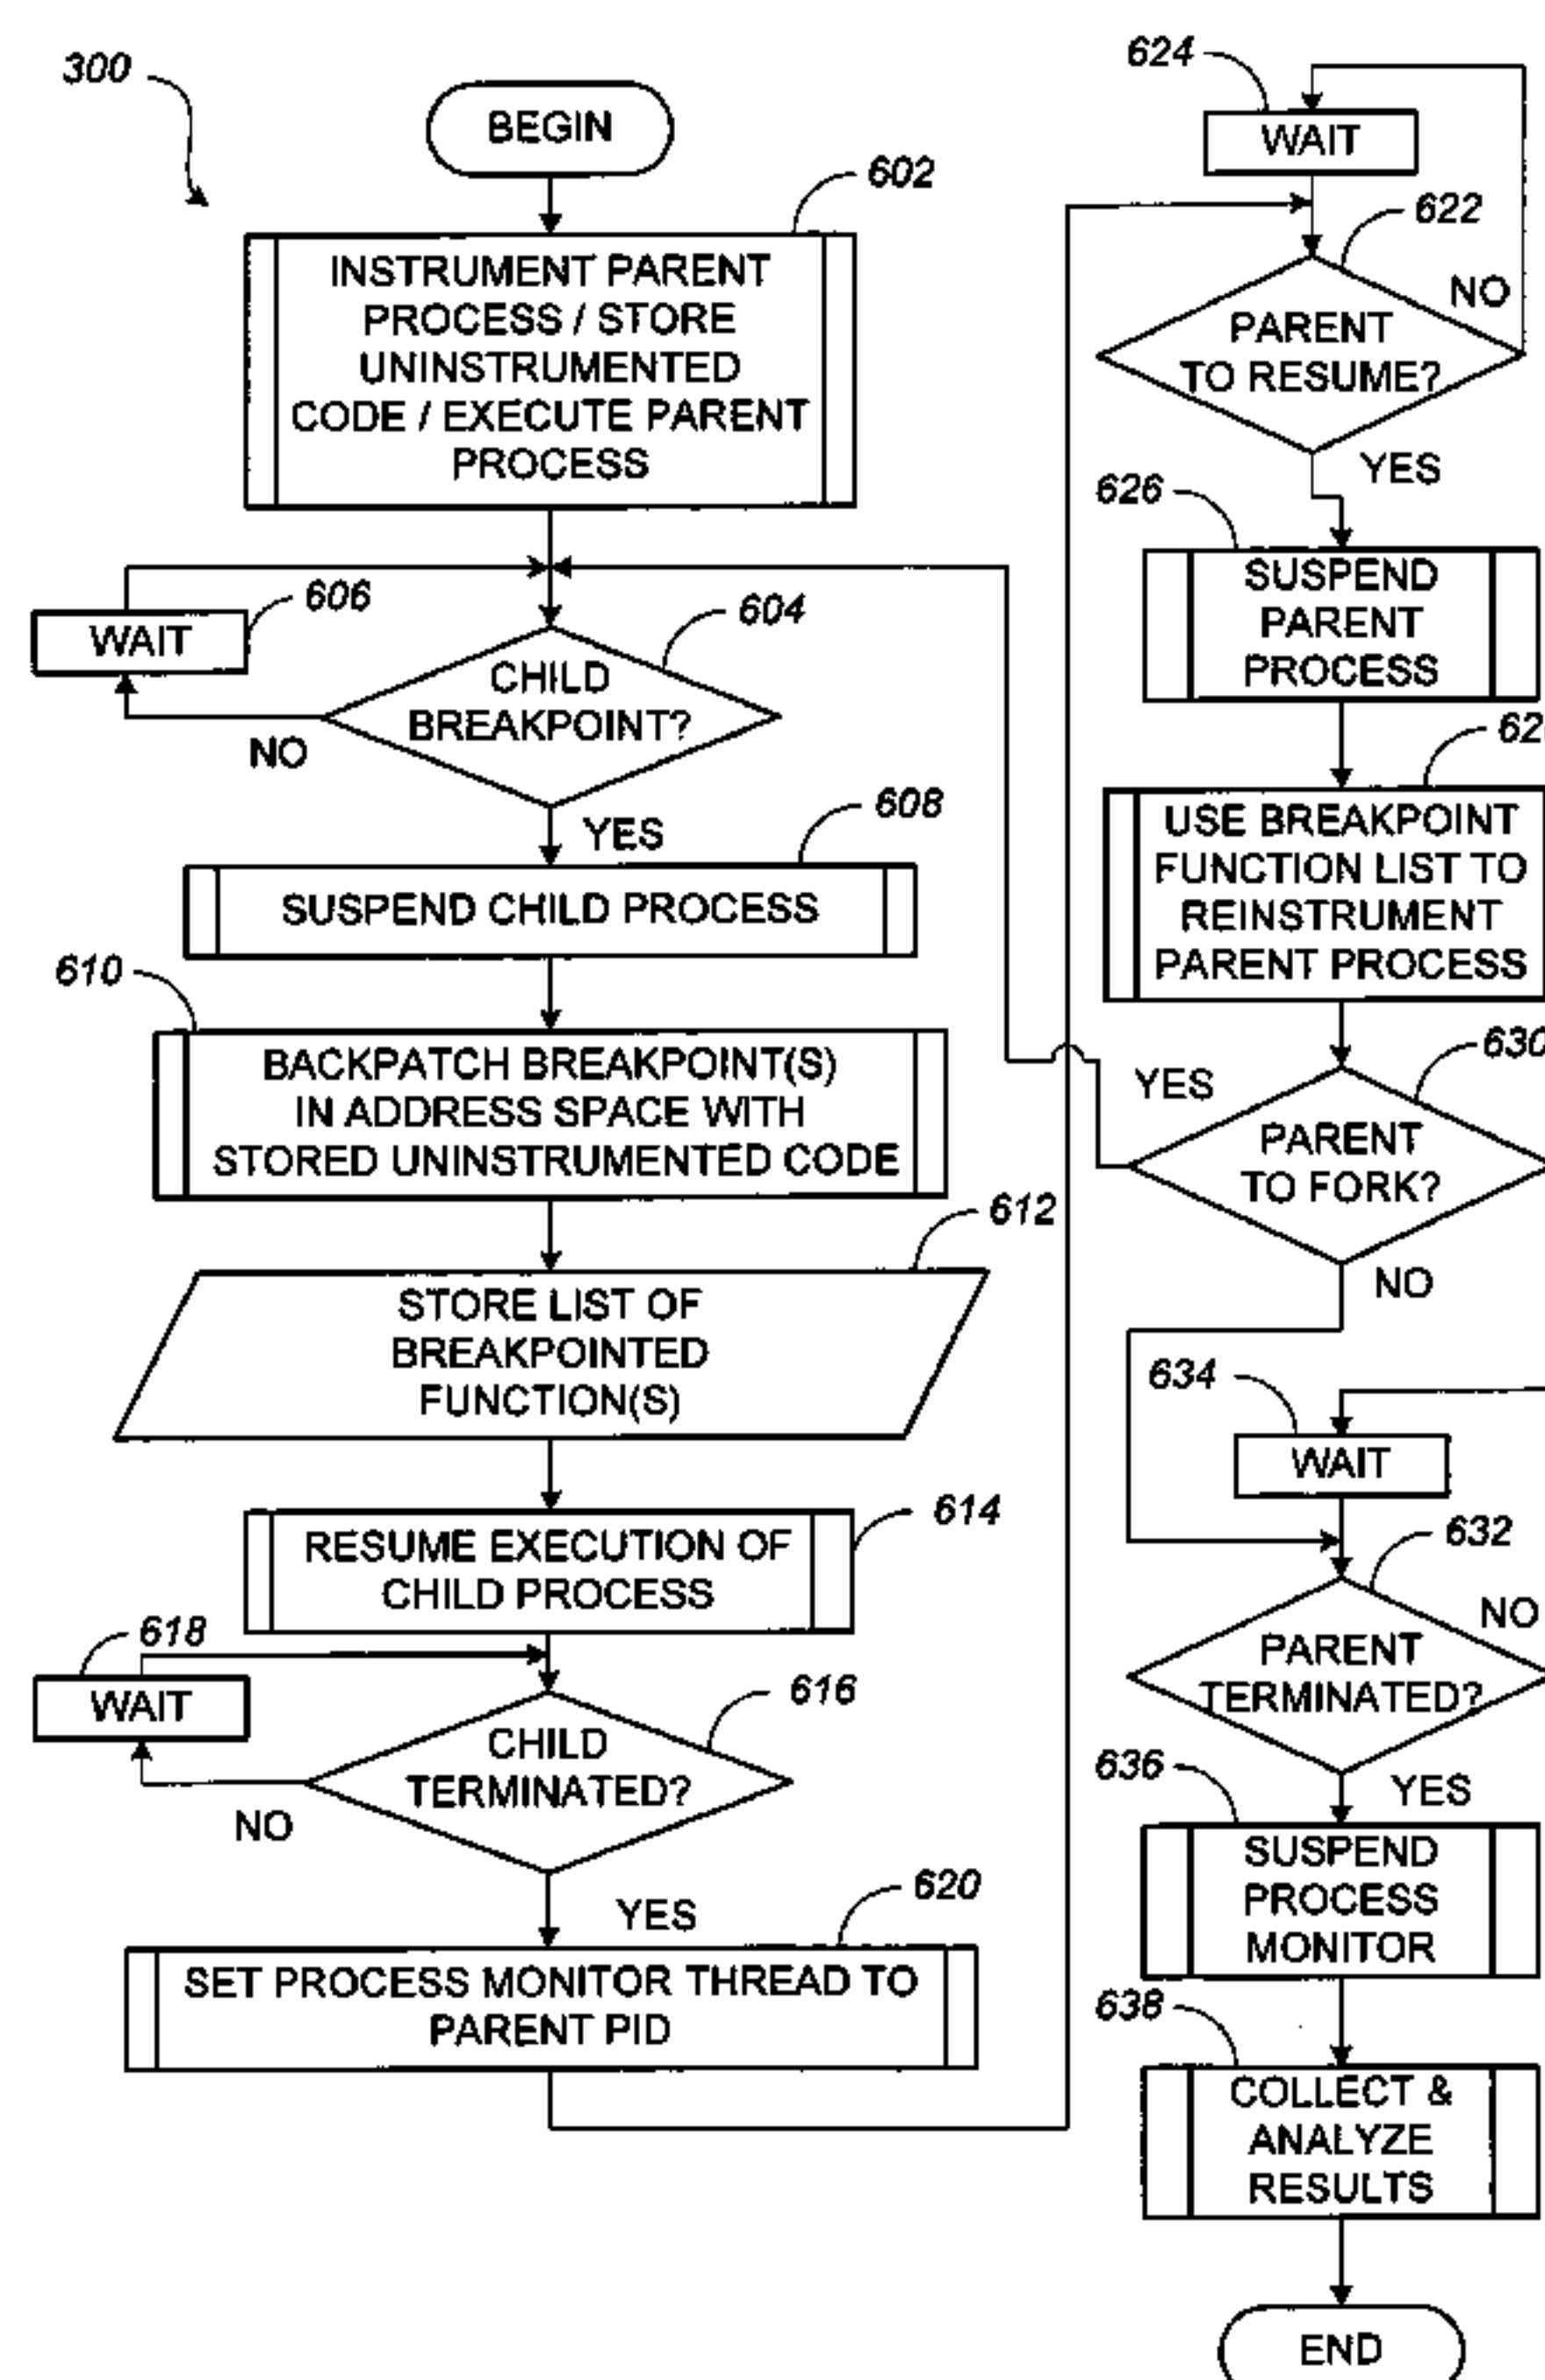 300
BEGIN
602
INSTRUMENT PARENT
PROCESS / STORE
UNINSTRUMENTED
CODE / EXECUTE PARENT
PROCESS
606
WAIT
604
CHILD
BREAKPOINT?
NO
YES
608
SUSPEND CHILD PROCESS
610
BACKPATCH BREAKPOINT(S)
IN ADDRESS SPACE WITH
STORED UNINSTRUMENTED CODE
612
STORE LIST OF
BREAKPOINTED
FUNCTION(S)
614
RESUME EXECUTION OF
CHILD PROCESS
618
WAIT
616
CHILD
TERMINATED?
NO
YES
620
SET PROCESS MONITOR THREAD TO
PARENT PID
624
WAIT
622
NO
PARENT
TO RESUME?
YES
626
SUSPEND
PARENT
PROCESS
USE BREAKPOINT
FUNCTION LIST TO
REINSTRUMENT
PARENT PROCESS
630
YES
PARENT
TO FORK?
NO
634
WAIT
632
NO
PARENT
TERMINATED?
YES
636
SUSPEND
PROCESS
MONITOR
638
COLLECT &
ANALYZE
RESULTS
END